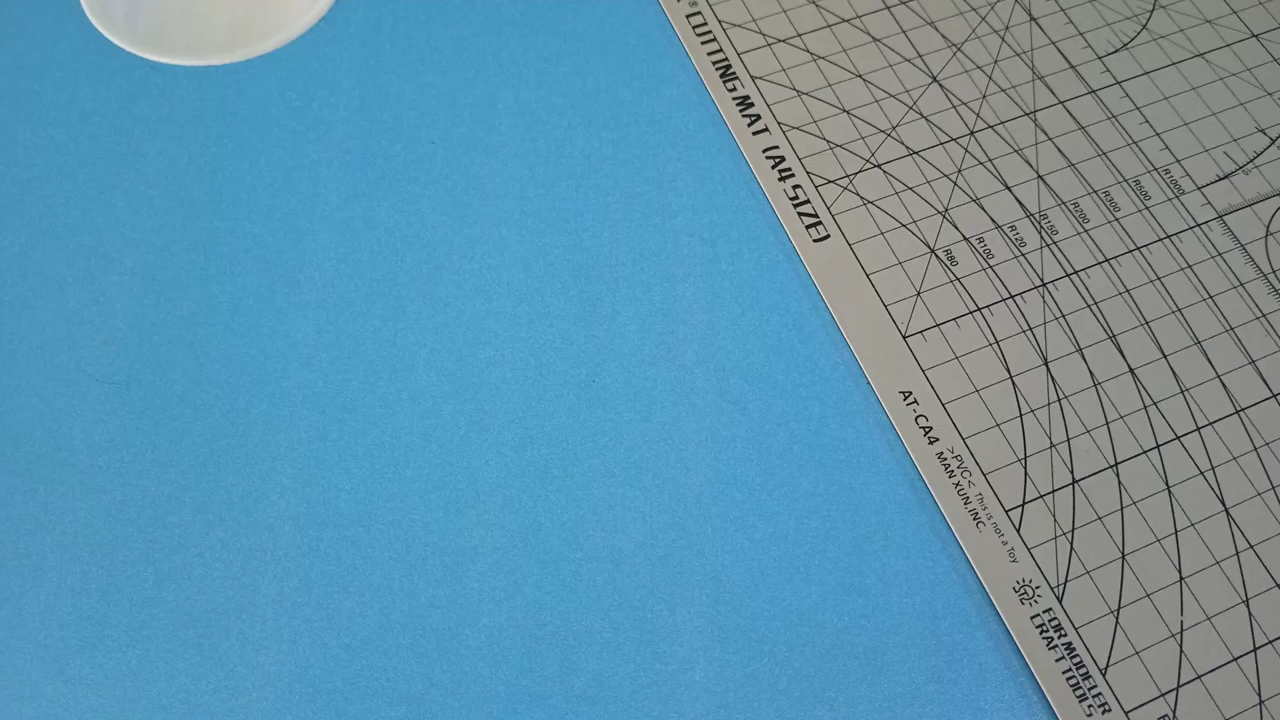 ® CUTTING MAT (A4 SIZE)
R80
R100
R120
R150
R200
R300
R500
R1000
AT-CA4
>PVC< This is not a Toy
MAN XUN.INC.
FOR MODELER
CRAFT TOOLS